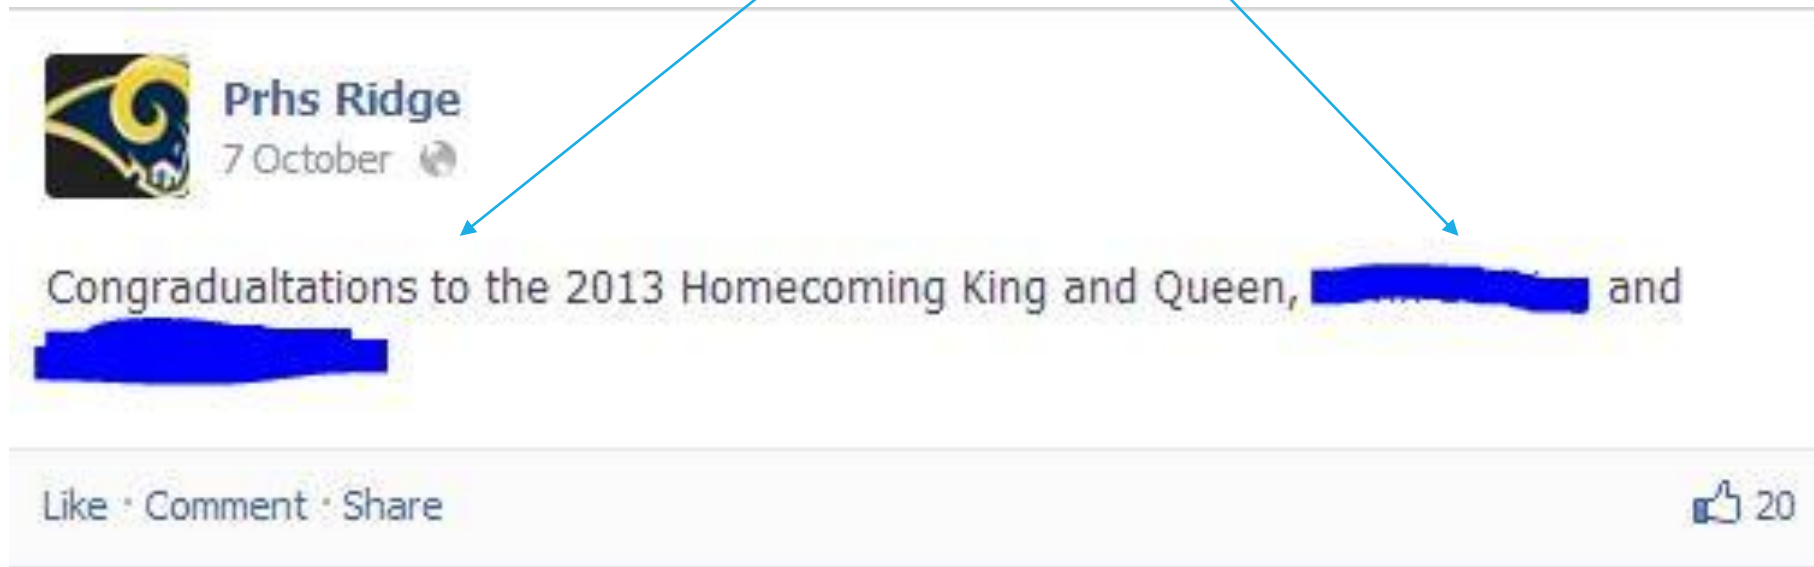 Prhs Ridge
7 October
Congradualtations to the 2013 Homecoming King and Queen, and
Like · Comment · Share
20